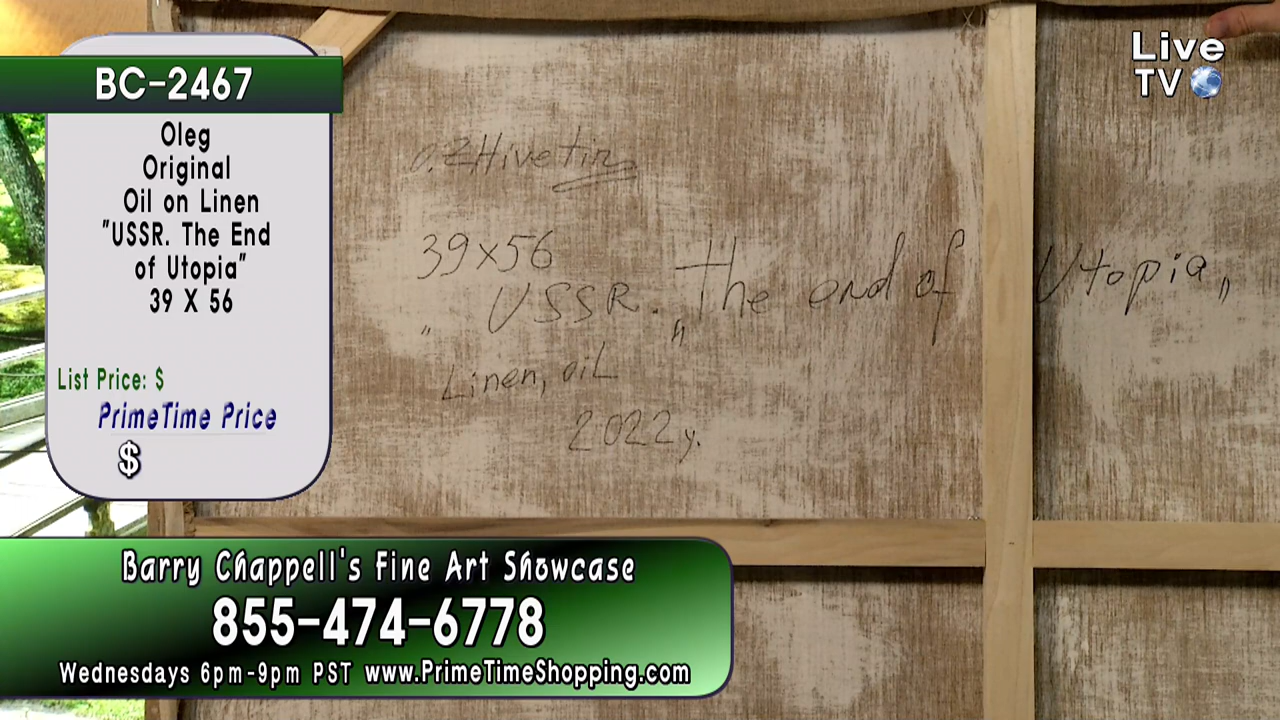 BC-2467
Oleg
Original
Oil on Linen
"USSR. The End
of Utopia"
39 X 56
List Price: $
PrimeTime Price
$
Live
TV
O. ZHivetin
39x56
" USSR. „The end of Utopia„
Linen, oil
2022y.
Barry Chappell's Fine Art Showcase
855-474-6778
Wednesdays 6pm-9pm PST www.PrimeTimeShopping.com